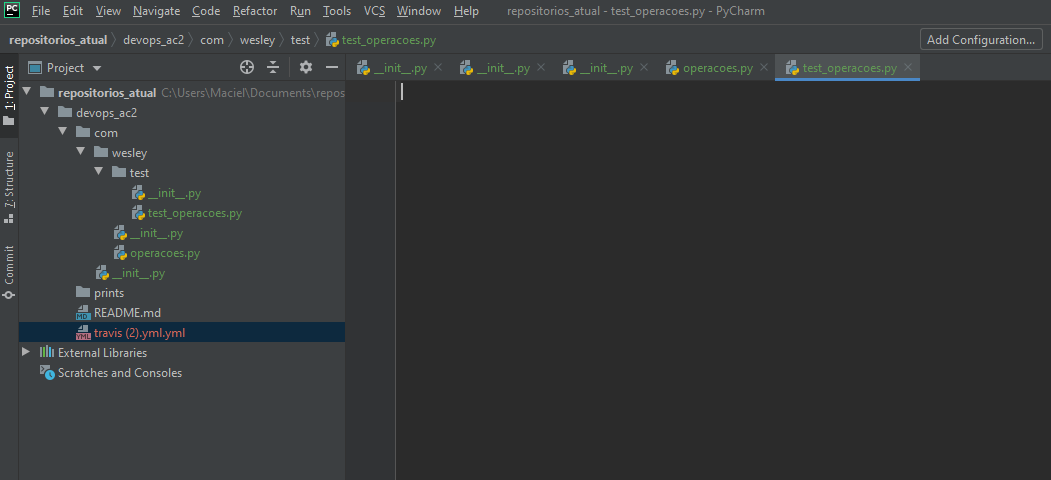 PC File Edit View Navigate Code Refactor Run Tools VCS Window Help repositorios_atual - test_operacoes.py - PyCharm
repositorios_atual devops_ac2 com wesley test test_operacoes.py Add Configuration...
1: Project
7: Structure
Commit
Project
__init__.py __init__.py __init__.py operacoes.py test_operacoes.py
repositorios_atual C:\Users\Maciel\Documents\repos
devops_ac2
com
wesley
test
__init__.py
test_operacoes.py
__init__.py
operacoes.py
__init__.py
prints
MD README.md
YML travis (2).yml.yml
External Libraries
Scratches and Consoles